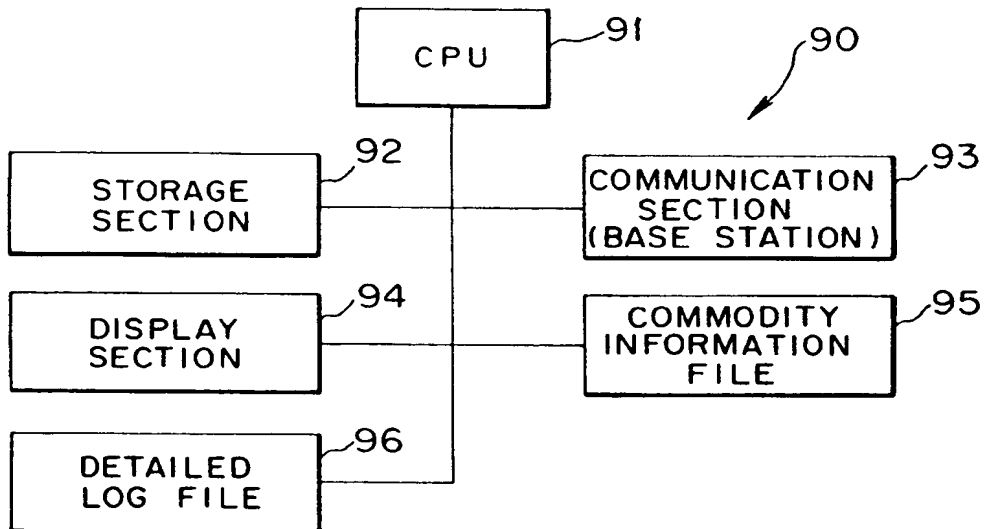 91
CPU
90
92
STORAGE
SECTION
93
COMMUNICATION
SECTION
(BASE STATION)
94
DISPLAY
SECTION
95
COMMODITY
INFORMATION
FILE
96
DETAILED
LOG FILE